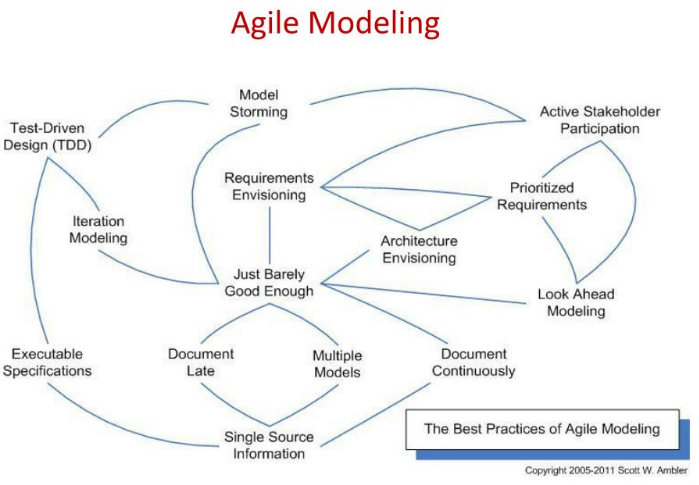 Agile Modeling
Model
Storming
Active Stakeholder
Participation
Test-Driven
Design (TDD)
Requirements
Envisioning
Prioritized
Requirements
Iteration
Modeling
Architecture
Envisioning
Just Barely
Good Enough
Look Ahead
Modeling
Executable
Specifications
Document
Late
Multiple
Models
Document
Continuously
The Best Practices of Agile Modeling
Single Source
Information
Copyright 2005-2011 Scott W. Ambler